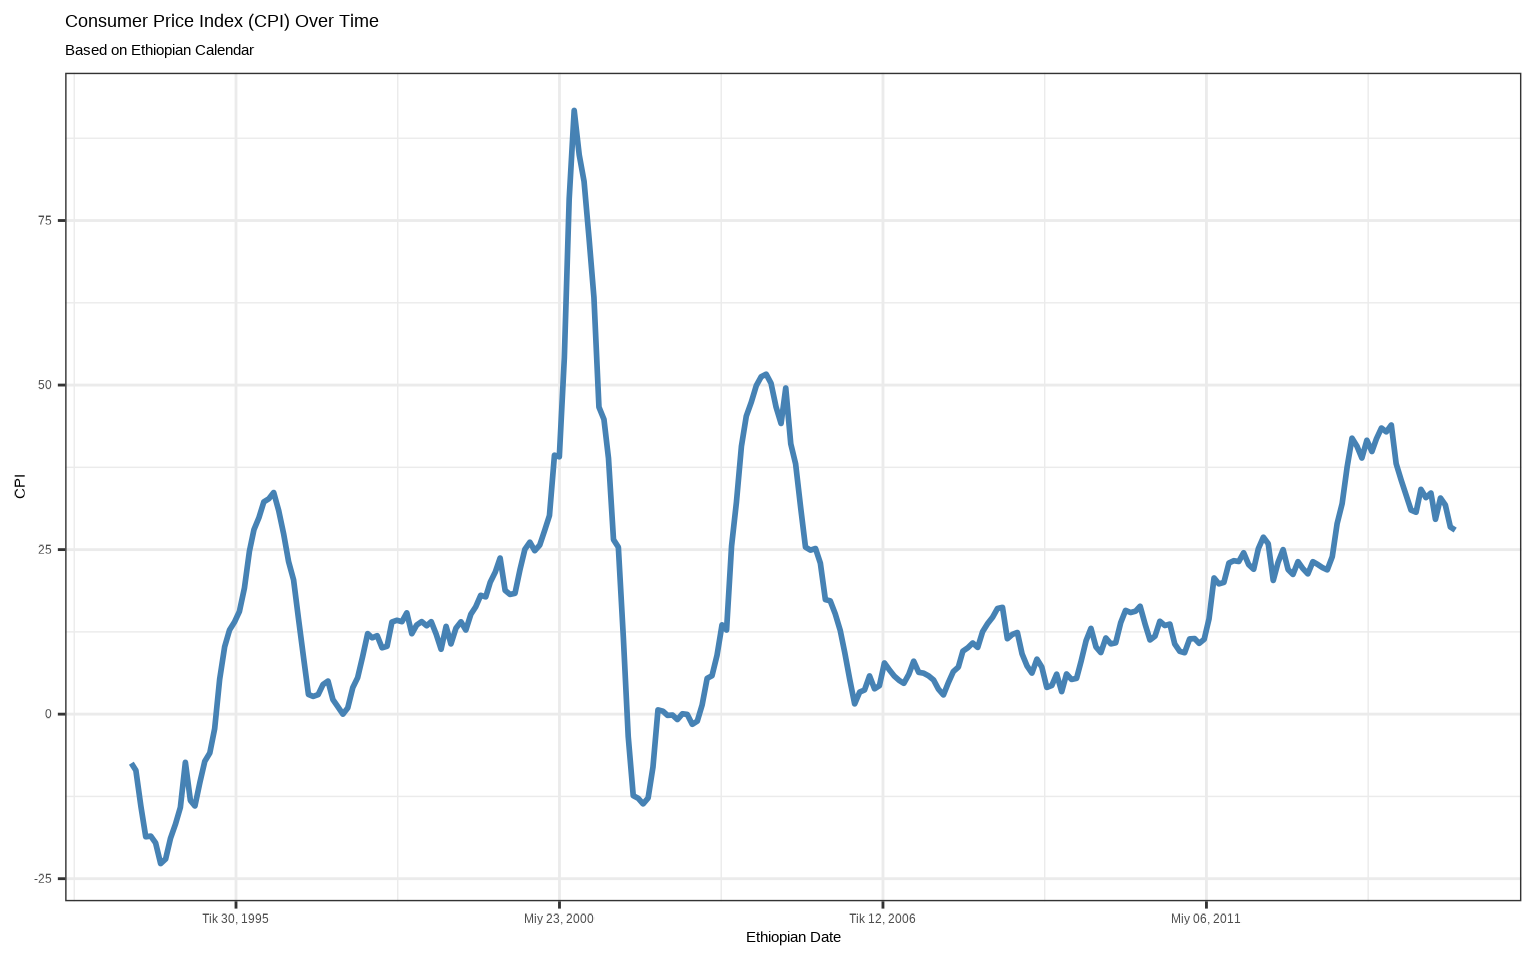 Consumer Price Index (CPI) Over Time
Based on Ethiopian Calendar
CPI
75
50
25
0
-25
Tik 30, 1995
Miy 23, 2000
Tik 12, 2006
Miy 06, 2011
Ethiopian Date